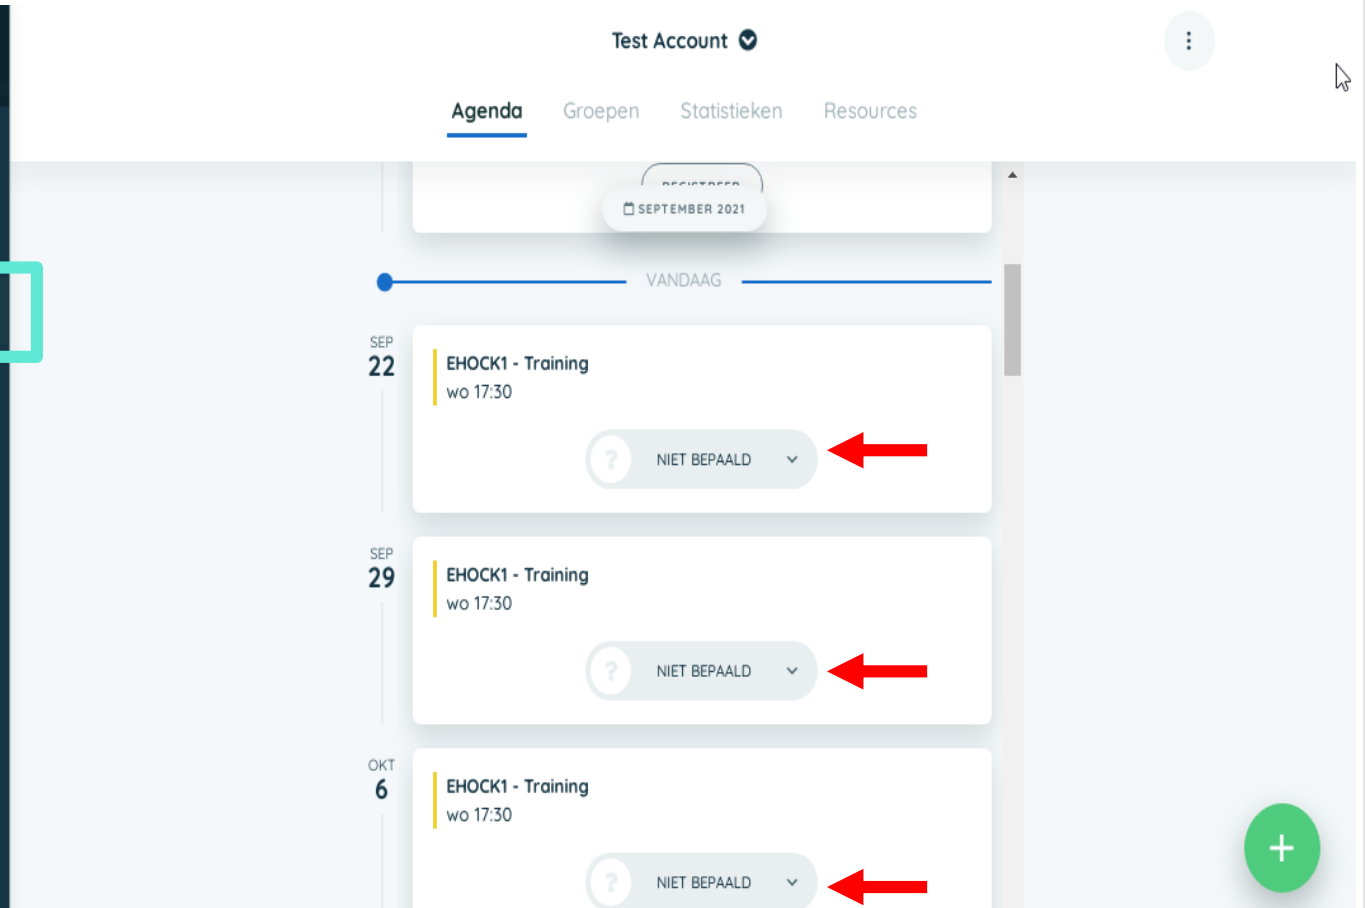 Test Account
Agenda Groepen Statistieken Resources
REGISTREER
SEPTEMBER 2021
VANDAAG
SEP
22
EHOCK1 - Training
wo 17:30
? NIET BEPAALD
SEP
29
EHOCK1 - Training
wo 17:30
? NIET BEPAALD
OKT
6
EHOCK1 - Training
wo 17:30
? NIET BEPAALD
+